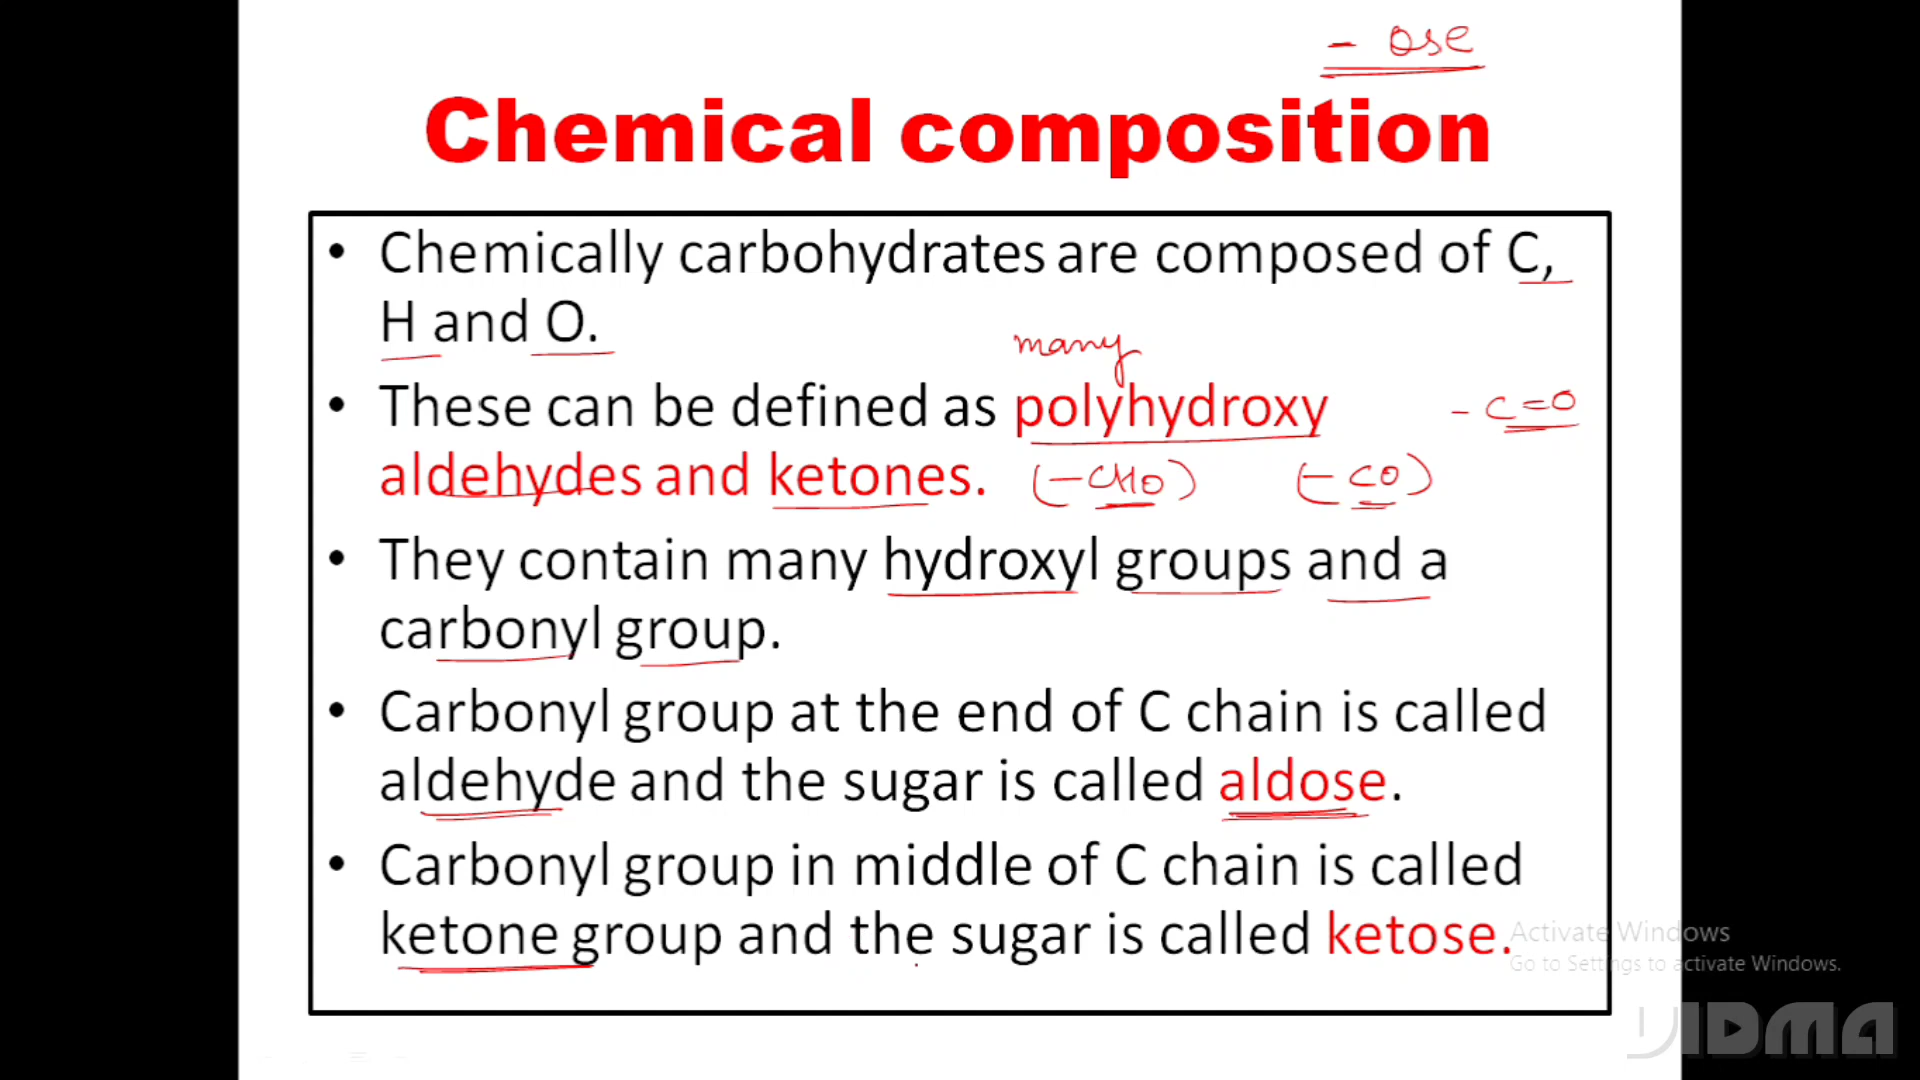 - ose
Chemical composition
• Chemically carbohydrates are composed of C,
H and O.
many
• These can be defined as polyhydroxy - C=O
aldehydes and ketones. (-CHO) (-CO)
• They contain many hydroxyl groups and a
carbonyl group.
• Carbonyl group at the end of C chain is called
aldehyde and the sugar is called aldose.
• Carbonyl group in middle of C chain is called
ketone group and the sugar is called ketose.
Activate Windows
Go to Settings to activate Windows.
VIDMA